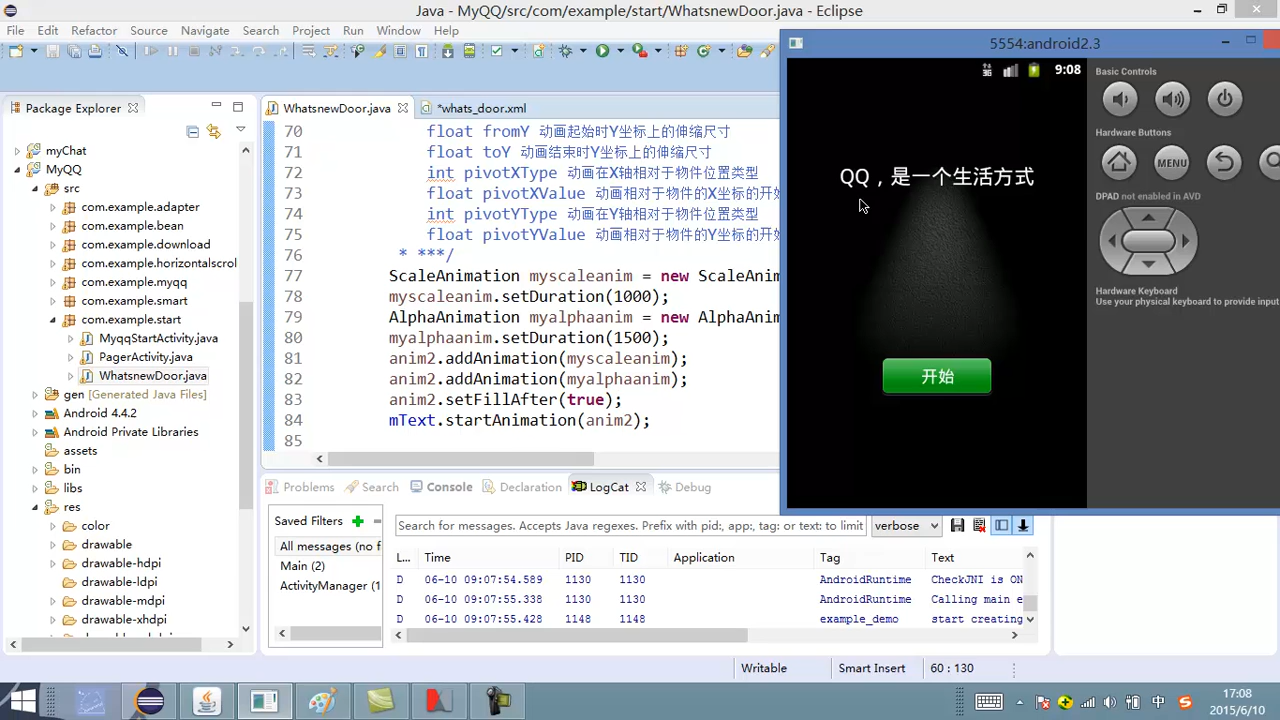 Java - MyQQ/src/com/example/start/WhatsnewDoor.java - Eclipse
File Edit Refactor Source Navigate Search Project Run Window Help
Package Explorer
myChat
MyQQ
src
com.example.adapter
com.example.bean
com.example.download
com.example.horizontalscrol
com.example.myqq
com.example.smart
com.example.start
MyqqStartActivity.java
PagerActivity.java
WhatsnewDoor.java
gen [Generated Java Files]
Android 4.4.2
Android Private Libraries
assets
bin
libs
res
color
drawable
drawable-hdpi
drawable-ldpi
drawable-mdpi
drawable-xhdpi
WhatsnewDoor.java
*whats_door.xml
70 float fromY 动画起始时Y坐标上的伸缩尺寸
71 float toY 动画结束时Y坐标上的伸缩尺寸
72 int pivotXType 动画在X轴相对于物件位置类型
73 float pivotXValue 动画相对于物件的X坐标的开始
74 int pivotYType 动画在Y轴相对于物件位置类型
75 float pivotYValue 动画相对于物件的Y坐标的开始
76 * ***/
77 ScaleAnimation myscaleanim = new ScaleAnim
78 myscaleanim.setDuration(1000);
79 AlphaAnimation myalphaanim = new AlphaAnim
80 myalphaanim.setDuration(1500);
81 anim2.addAnimation(myscaleanim);
82 anim2.addAnimation(myalphaanim);
83 anim2.setFillAfter(true);
84 mText.startAnimation(anim2);
85
5554:android2.3
3G 9:08
QQ，是一个生活方式
开始
Basic Controls
Hardware Buttons
MENU
DPAD not enabled in AVD
Hardware Keyboard
Use your physical keyboard to provide input
Problems Search Console Declaration LogCat Debug
Saved Filters
All messages (no f
Main (2)
ActivityManager (1
Search for messages. Accepts Java regexes. Prefix with pid:, app:, tag: or text: to limit
verbose
L... Time PID TID Application Tag Text
D 06-10 09:07:54.589 1130 1130 AndroidRuntime CheckJNI is ON
D 06-10 09:07:55.338 1130 1130 AndroidRuntime Calling main e
D 06-10 09:07:55.428 1148 1148 example_demo start creating
Writable Smart Insert 60 : 130
中
17:08
2015/6/10